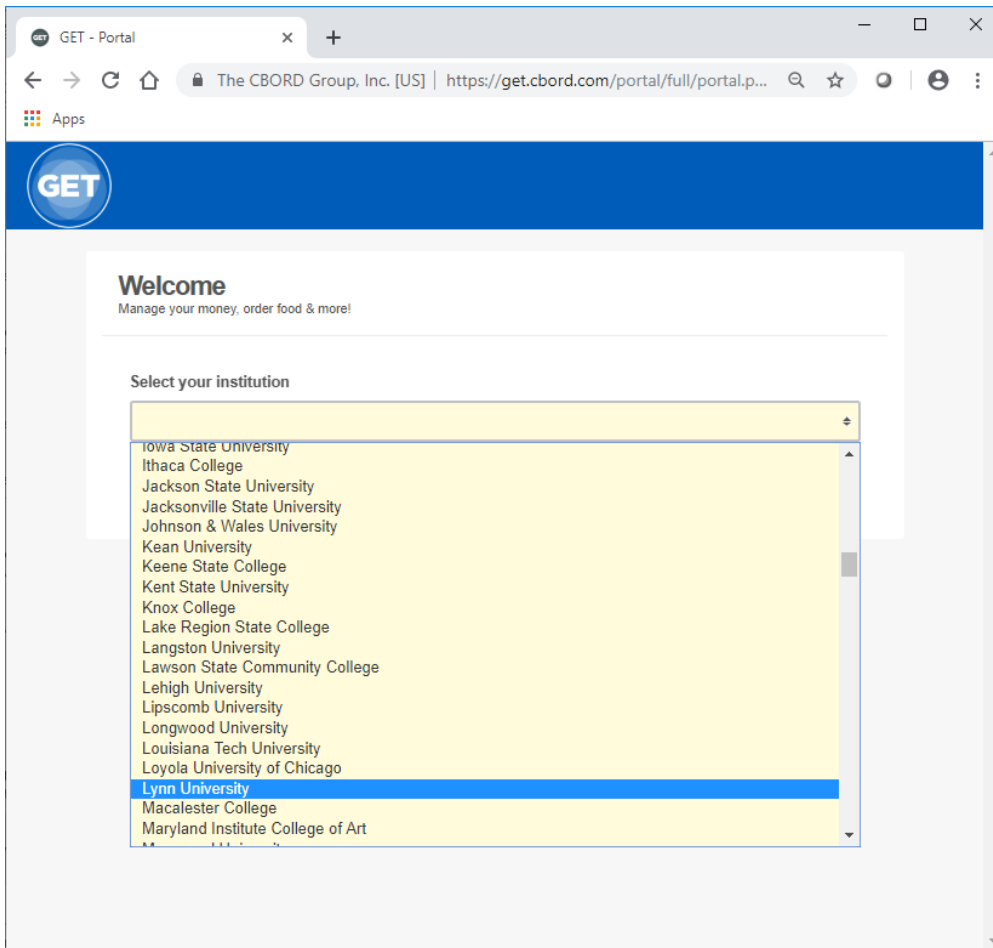 GET GET - Portal
The CBORD Group, Inc. [US] | https://get.cbord.com/portal/full/portal.p...
Apps
GET
Welcome
Manage your money, order food & more!
Select your institution
Iowa State University
Ithaca College
Jackson State University
Jacksonville State University
Johnson & Wales University
Kean University
Keene State College
Kent State University
Knox College
Lake Region State College
Langston University
Lawson State Community College
Lehigh University
Lipscomb University
Longwood University
Louisiana Tech University
Loyola University of Chicago
Lynn University
Macalester College
Maryland Institute College of Art